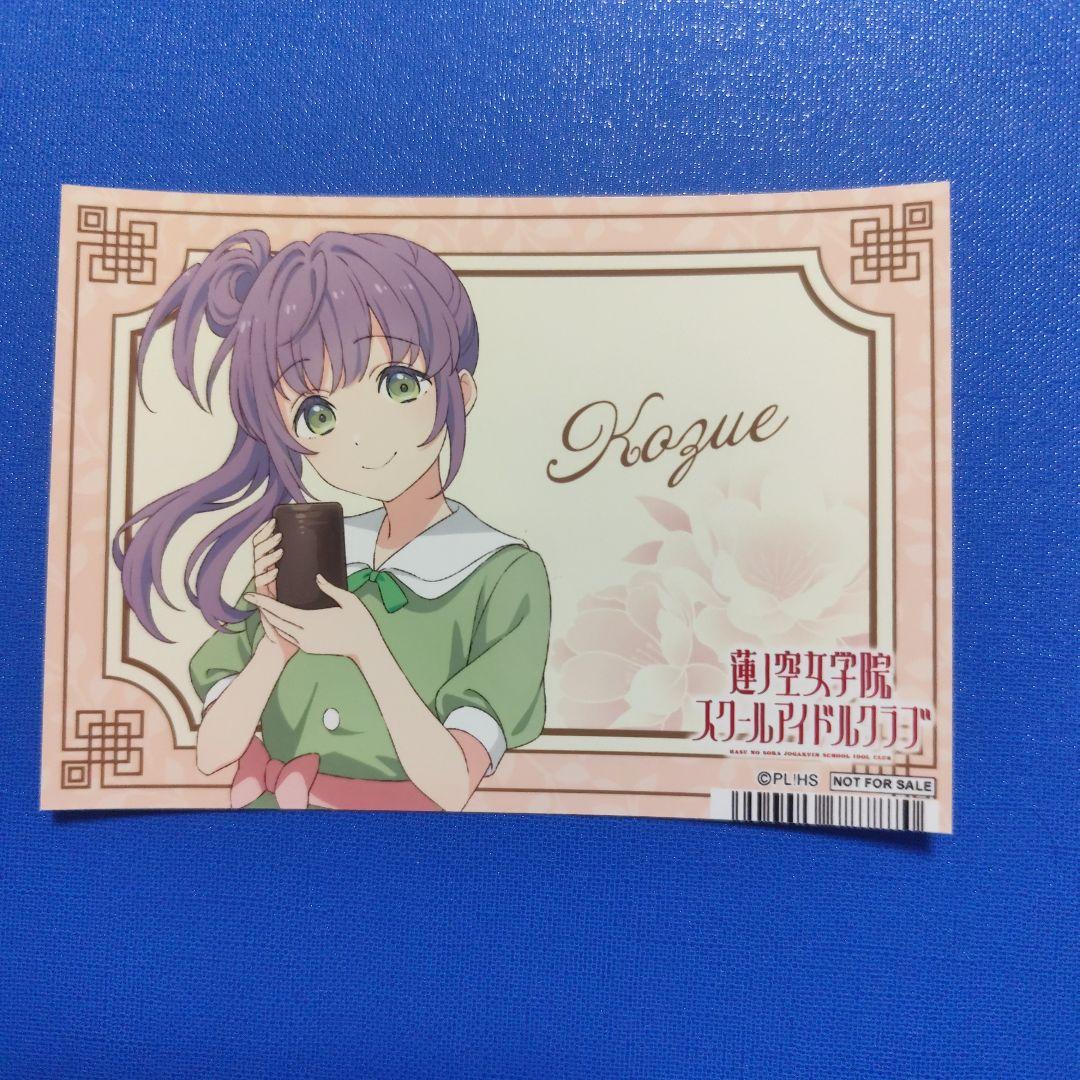 Kozue
蓮ノ空女学院
スクールアイドルクラブ
HASU NO SORA JOGAKUIN SCHOOL IDOL CLUB
©PL!HS
NOT FOR SALE